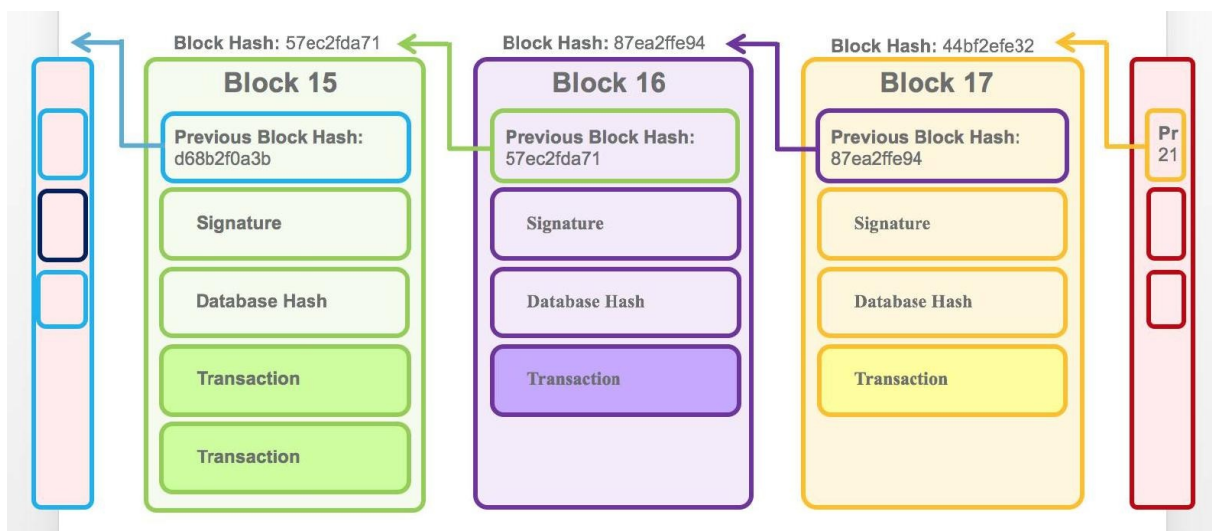 Block Hash: 57ec2fda71
Block 15
Previous Block Hash:
d68b2f0a3b
Signature
Database Hash
Transaction
Transaction
Block Hash: 87ea2ffe94
Block 16
Previous Block Hash:
57ec2fda71
Signature
Database Hash
Transaction
Block Hash: 44bf2efe32
Block 17
Previous Block Hash:
87ea2ffe94
Signature
Database Hash
Transaction
Pr
21